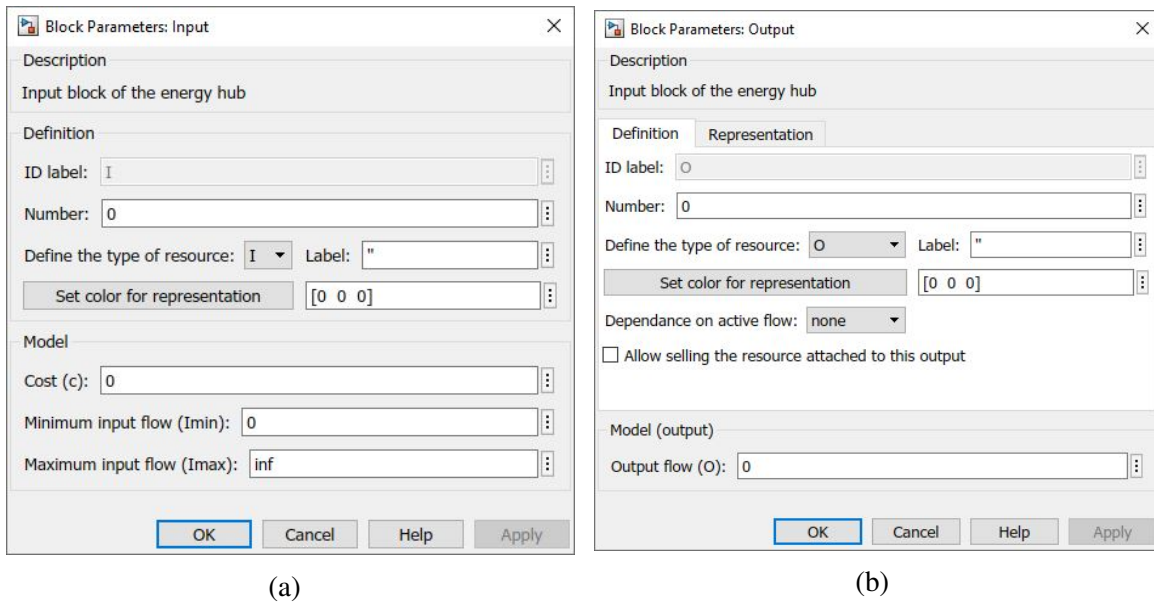 Block Parameters: Input
Description
Input block of the energy hub
Definition
ID label: I
Number: 0
Define the type of resource: I Label: ''
Set color for representation [0 0 0]
Model
Cost (c): 0
Minimum input flow (Imin): 0
Maximum input flow (Imax): inf
OK Cancel Help Apply
(a)
Block Parameters: Output
Description
Input block of the energy hub
Definition Representation
ID label: O
Number: 0
Define the type of resource: O Label: ''
Set color for representation [0 0 0]
Dependance on active flow: none
Allow selling the resource attached to this output
Model (output)
Output flow (O): 0
OK Cancel Help Apply
(b)